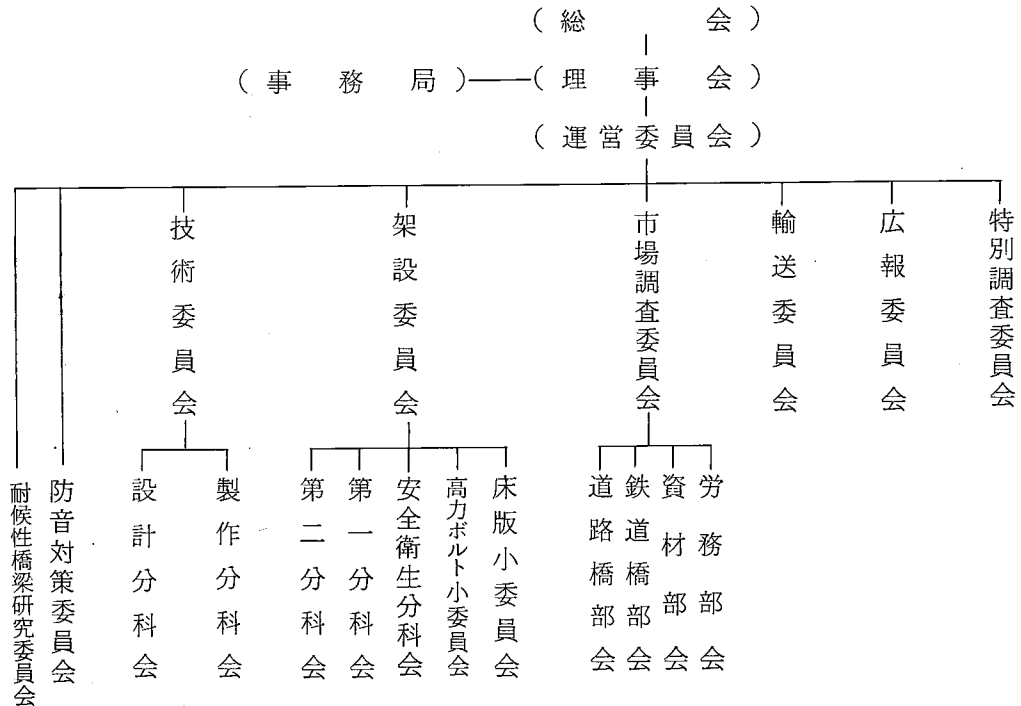 (総会)
(事務局)
(理事会)
(運営委員会)
特別調査委員会
広報委員会
輸送委員会
市場調査委員会
架設委員会
技術委員会
労務部会
資材部会
鉄道橋部会
道路橋部会
床版小委員会
高力ボルト小委員会
安全衛生分科会
第一分科会
第二分科会
製作分科会
設計分科会
防音対策委員会
耐候性橋梁研究委員会